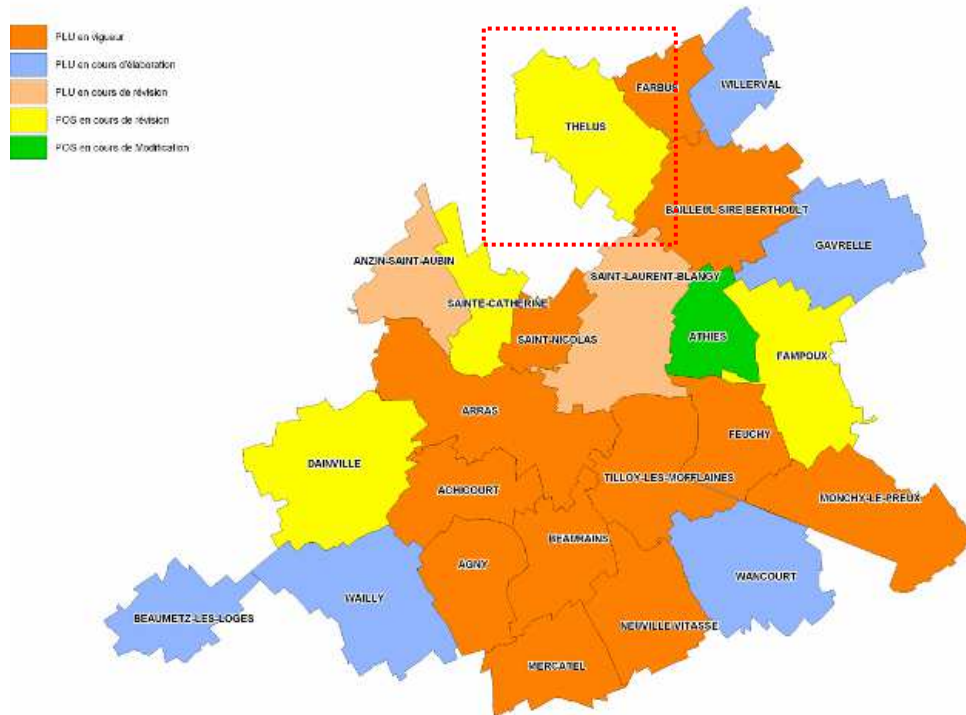 PLU en vigueur
PLU en cours d'élaboration
PLU en cours de révision
POS en cours de révision
POS en cours de Modification
FARBUS
WILLERVAL
THELUS
BAILLEUL SIRE BERTHOULT
GAVRELLE
ANZIN-SAINT-AUBIN
SAINT-LAURENT-BLANGY
SAINTE-CATHERINE
SAINT-NICOLAS
ATHIES
FAMPOUX
ARRAS
FEUCHY
DAINVILLE
TILLOY-LES-MOFFLAINES
ACHICOURT
MONCHY-LE-PREUX
BEAURAINS
AGNY
WANCOURT
WAILLY
BEAUMETZ-LES-LOGES
NEUVILLE VITASSE
MERCATEL